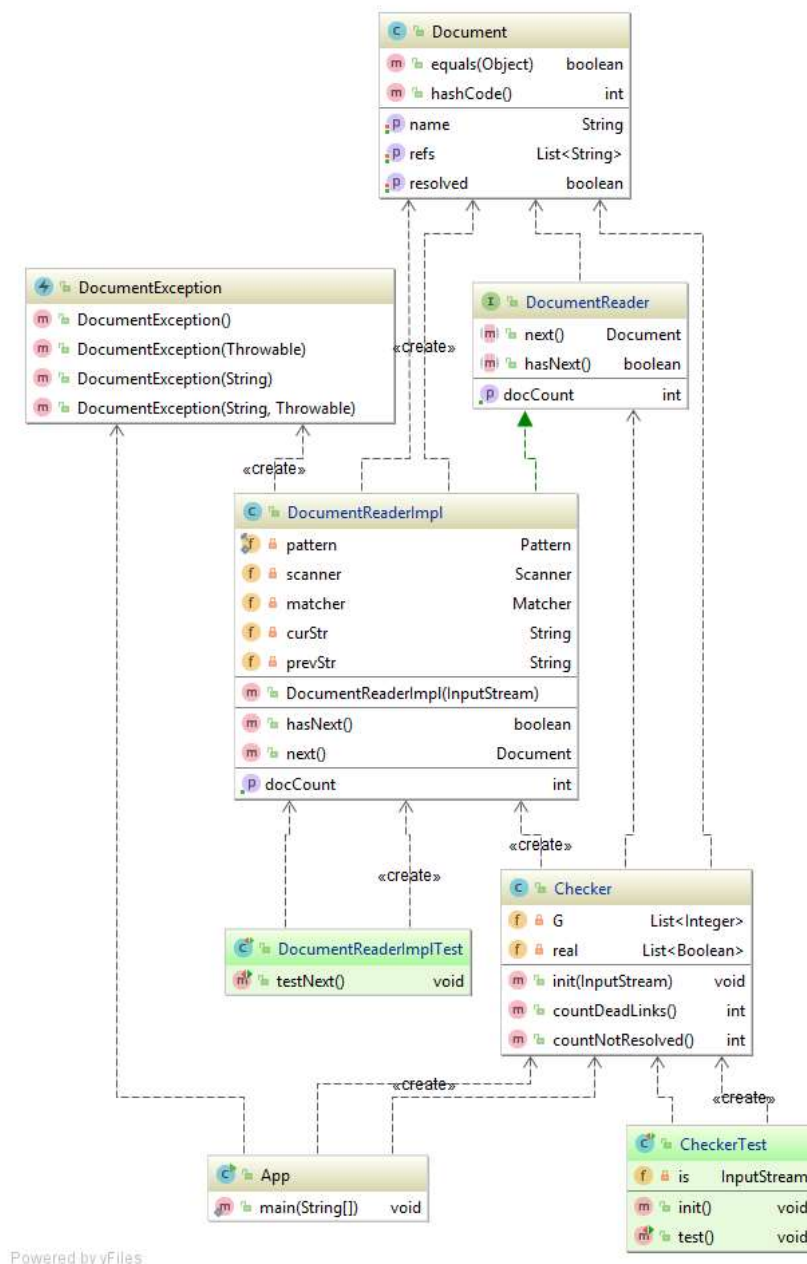 Document
equals(Object) boolean
hashCode() int
name String
refs List<String>
resolved boolean
DocumentException
DocumentException()
DocumentException(Throwable)
DocumentException(String)
DocumentException(String, Throwable)
«create»
DocumentReader
next() Document
hasNext() boolean
docCount int
«create»
DocumentReaderImpl
pattern Pattern
scanner Scanner
matcher Matcher
curStr String
prevStr String
DocumentReaderImpl(InputStream)
hasNext() boolean
next() Document
docCount int
«create»
«create»
DocumentReaderImplTest
testNext() void
Checker
G List<Integer>
real List<Boolean>
init(InputStream) void
countDeadLinks() int
countNotResolved() int
«create»
«create»
App
main(String[]) void
CheckerTest
is InputStream
init() void
test() void
Powered by yFiles